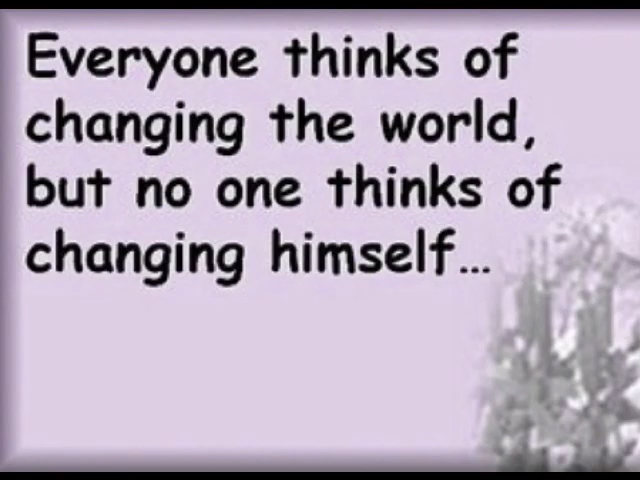 Everyone thinks of
changing the world,
but no one thinks of
changing himself...